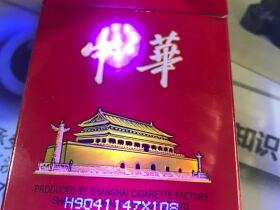 中華
PRODUCED BY SHANGHAI CIGARETTE FACTORY
H9041147X108
知识